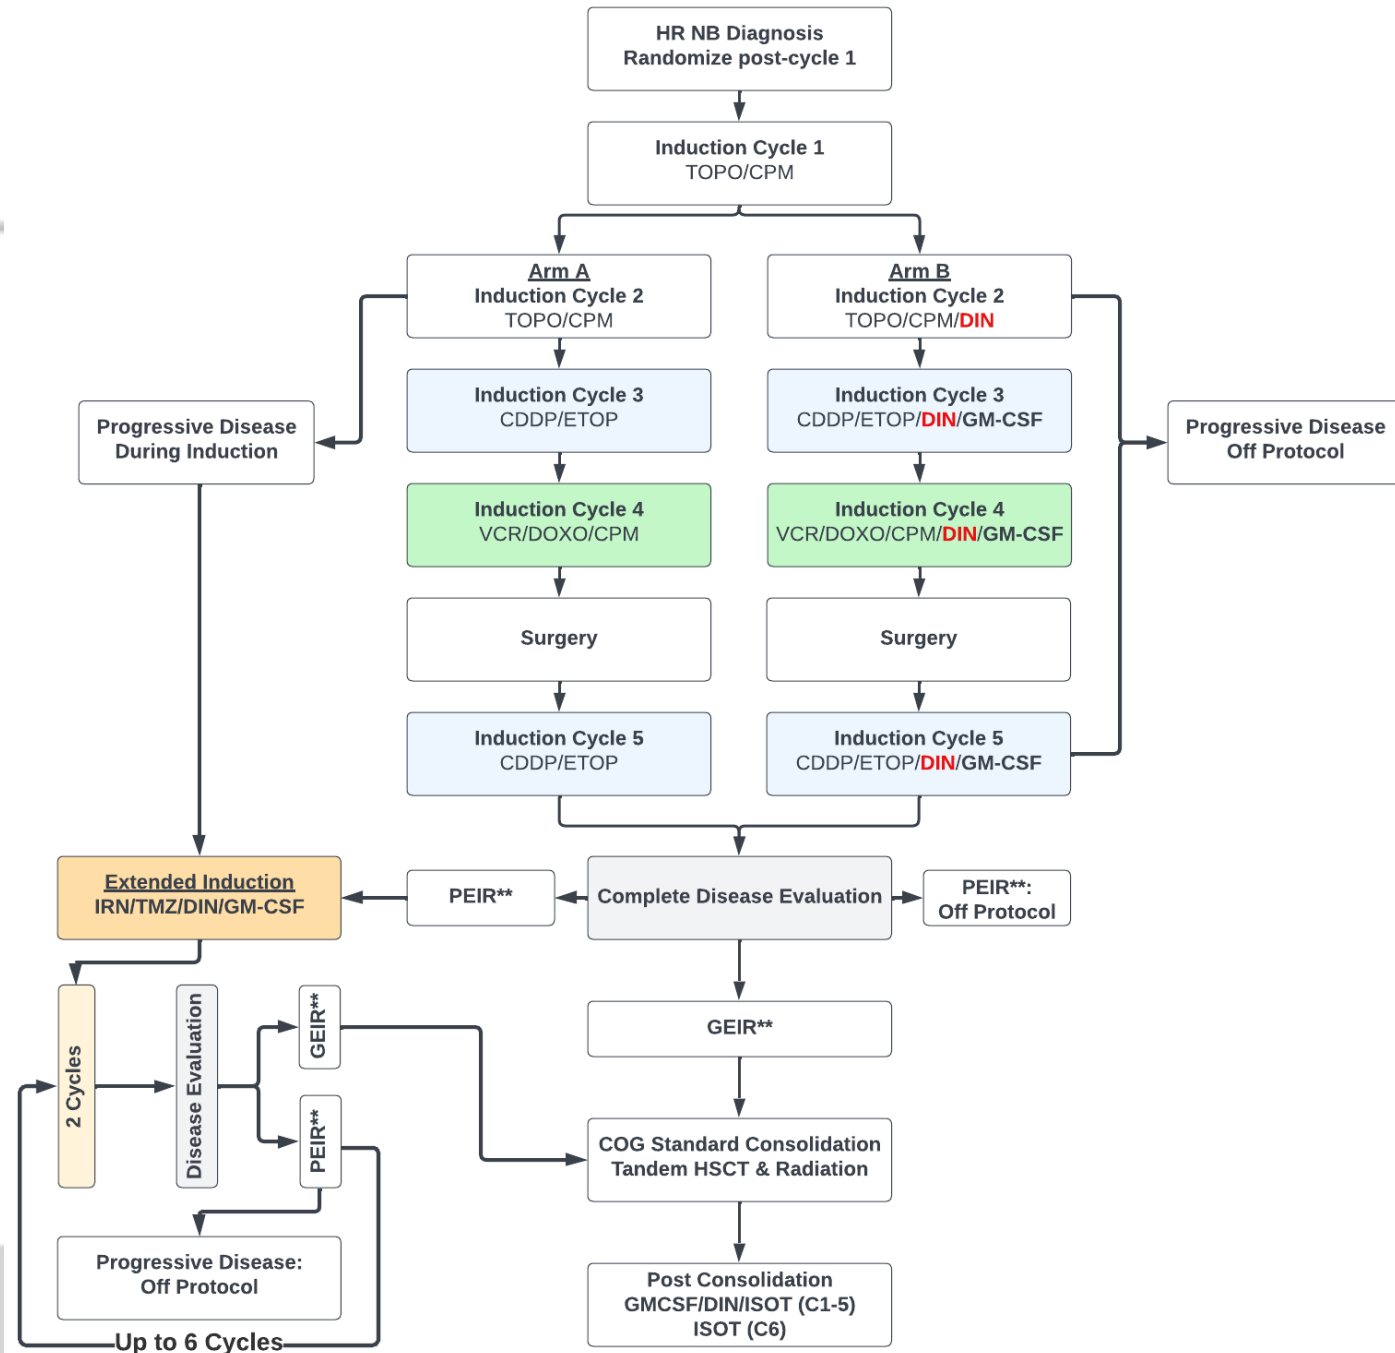 HR NB Diagnosis
Randomize post-cycle 1
Induction Cycle 1
TOPO/CPM
Arm A
Induction Cycle 2
TOPO/CPM
Arm B
Induction Cycle 2
TOPO/CPM/DIN
Induction Cycle 3
CDDP/ETOP
Induction Cycle 3
CDDP/ETOP/DIN/GM-CSF
Progressive Disease
During Induction
Progressive Disease
Off Protocol
Induction Cycle 4
VCR/DOXO/CPM
Induction Cycle 4
VCR/DOXO/CPM/DIN/GM-CSF
Surgery
Surgery
Induction Cycle 5
CDDP/ETOP
Induction Cycle 5
CDDP/ETOP/DIN/GM-CSF
Extended Induction
IRN/TMZ/DIN/GM-CSF
PEIR**
Complete Disease Evaluation
PEIR**:
Off Protocol
2 Cycles
Disease Evaluation
GEIR**
PEIR**
GEIR**
COG Standard Consolidation
Tandem HSCT & Radiation
Progressive Disease:
Off Protocol
Post Consolidation
GMCSF/DIN/ISOT (C1-5)
ISOT (C6)
Up to 6 Cycles